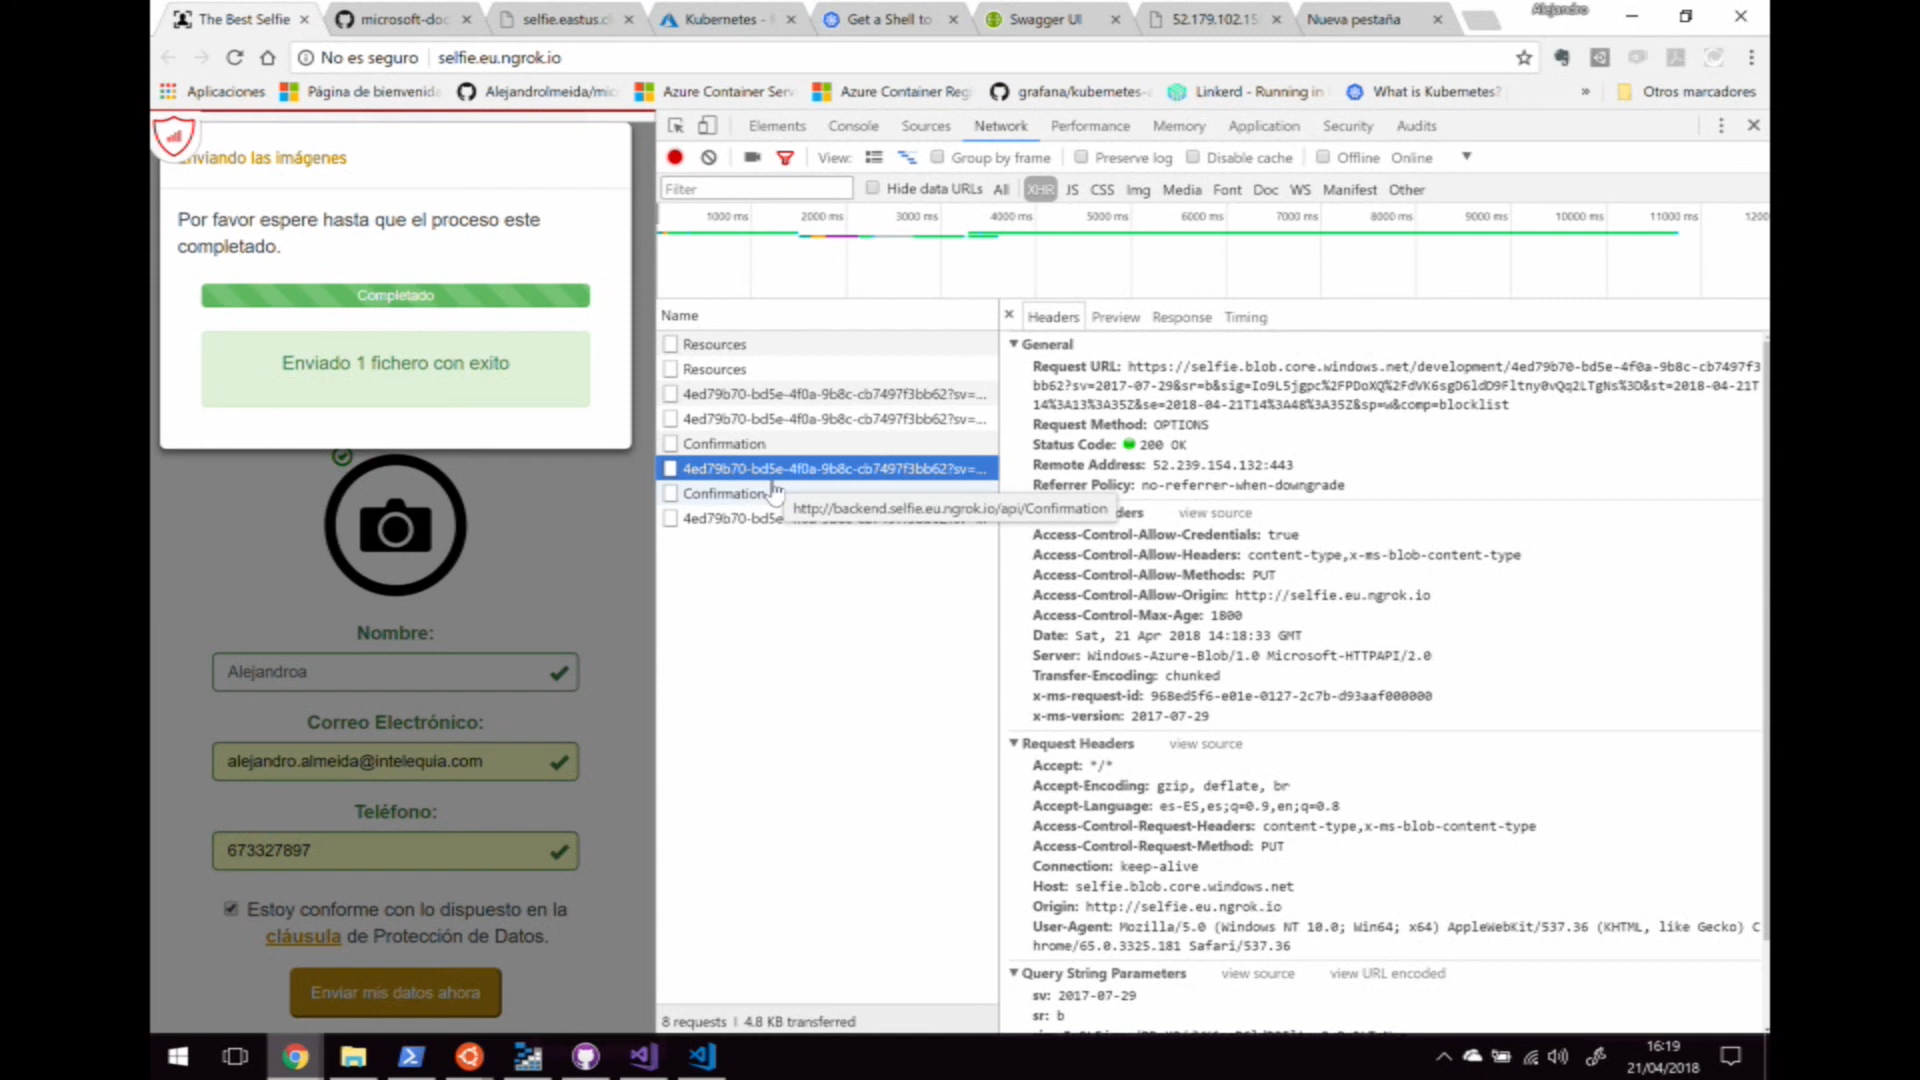 The Best Selfie
microsoft-doc
selfie.eastus.cl
Kubernetes -
Get a Shell to
Swagger UI
52.179.102.15
Nueva pestaña
Alejandro
No es seguro
selfie.eu.ngrok.io
Aplicaciones
Página de bienvenida
AlejandroImeida/mic
Azure Container Serv
Azure Container Reg
grafana/kubernetes-
Linkerd - Running in
What is Kubernetes?
»
Otros marcadores
Enviando las imágenes
Por favor espere hasta que el proceso este
completado.
Completado
Enviado 1 fichero con exito
Nombre:
Alejandroa
Correo Electrónico:
alejandro.almeida@intelequia.com
Teléfono:
673327897
Estoy conforme con lo dispuesto en la
cláusula de Protección de Datos.
Enviar mis datos ahora
Elements Console Sources Network Performance Memory Application Security Audits
View: Group by frame Preserve log Disable cache Offline Online
Filter Hide data URLs All XHR JS CSS Img Media Font Doc WS Manifest Other
1000 ms 2000 ms 3000 ms 4000 ms 5000 ms 6000 ms 7000 ms 8000 ms 9000 ms 10000 ms 11000 ms 1200
Name
Resources
Resources
4ed79b70-bd5e-4f0a-9b8c-cb7497f3bb62?sv=...
4ed79b70-bd5e-4f0a-9b8c-cb7497f3bb62?sv=...
Confirmation
4ed79b70-bd5e-4f0a-9b8c-cb7497f3bb62?sv=...
Confirmation
http://backend.selfie.eu.ngrok.io/api/Confirmation
4ed79b70-bd5e
8 requests | 4.8 KB transferred
Headers Preview Response Timing
General
Request URL: https://selfie.blob.core.windows.net/development/4ed79b70-bd5e-4f0a-9b8c-cb7497f3
bb62?sv=2017-07-29&sr=b&sig=Io9L5jgpc%2FPDoXQ%2FdVK6sgD6ldD9Fltny0vQq2LTgNs%3D&st=2018-04-21T
14%3A13%3A35Z&se=2018-04-21T14%3A48%3A35Z&sp=w&comp=blocklist
Request Method: OPTIONS
Status Code: 200 OK
Remote Address: 52.239.154.132:443
Referrer Policy: no-referrer-when-downgrade
ders view source
Access-Control-Allow-Credentials: true
Access-Control-Allow-Headers: content-type,x-ms-blob-content-type
Access-Control-Allow-Methods: PUT
Access-Control-Allow-Origin: http://selfie.eu.ngrok.io
Access-Control-Max-Age: 1800
Date: Sat, 21 Apr 2018 14:18:33 GMT
Server: Windows-Azure-Blob/1.0 Microsoft-HTTPAPI/2.0
Transfer-Encoding: chunked
x-ms-request-id: 968ed5f6-e01e-0127-2c7b-d93aaf000000
x-ms-version: 2017-07-29
Request Headers view source
Accept: */*
Accept-Encoding: gzip, deflate, br
Accept-Language: es-ES,es;q=0.9,en;q=0.8
Access-Control-Request-Headers: content-type,x-ms-blob-content-type
Access-Control-Request-Method: PUT
Connection: keep-alive
Host: selfie.blob.core.windows.net
Origin: http://selfie.eu.ngrok.io
User-Agent: Mozilla/5.0 (Windows NT 10.0; Win64; x64) AppleWebKit/537.36 (KHTML, like Gecko) C
hrome/65.0.3325.181 Safari/537.36
Query String Parameters view source view URL encoded
sv: 2017-07-29
sr: b
16:19
21/04/2018